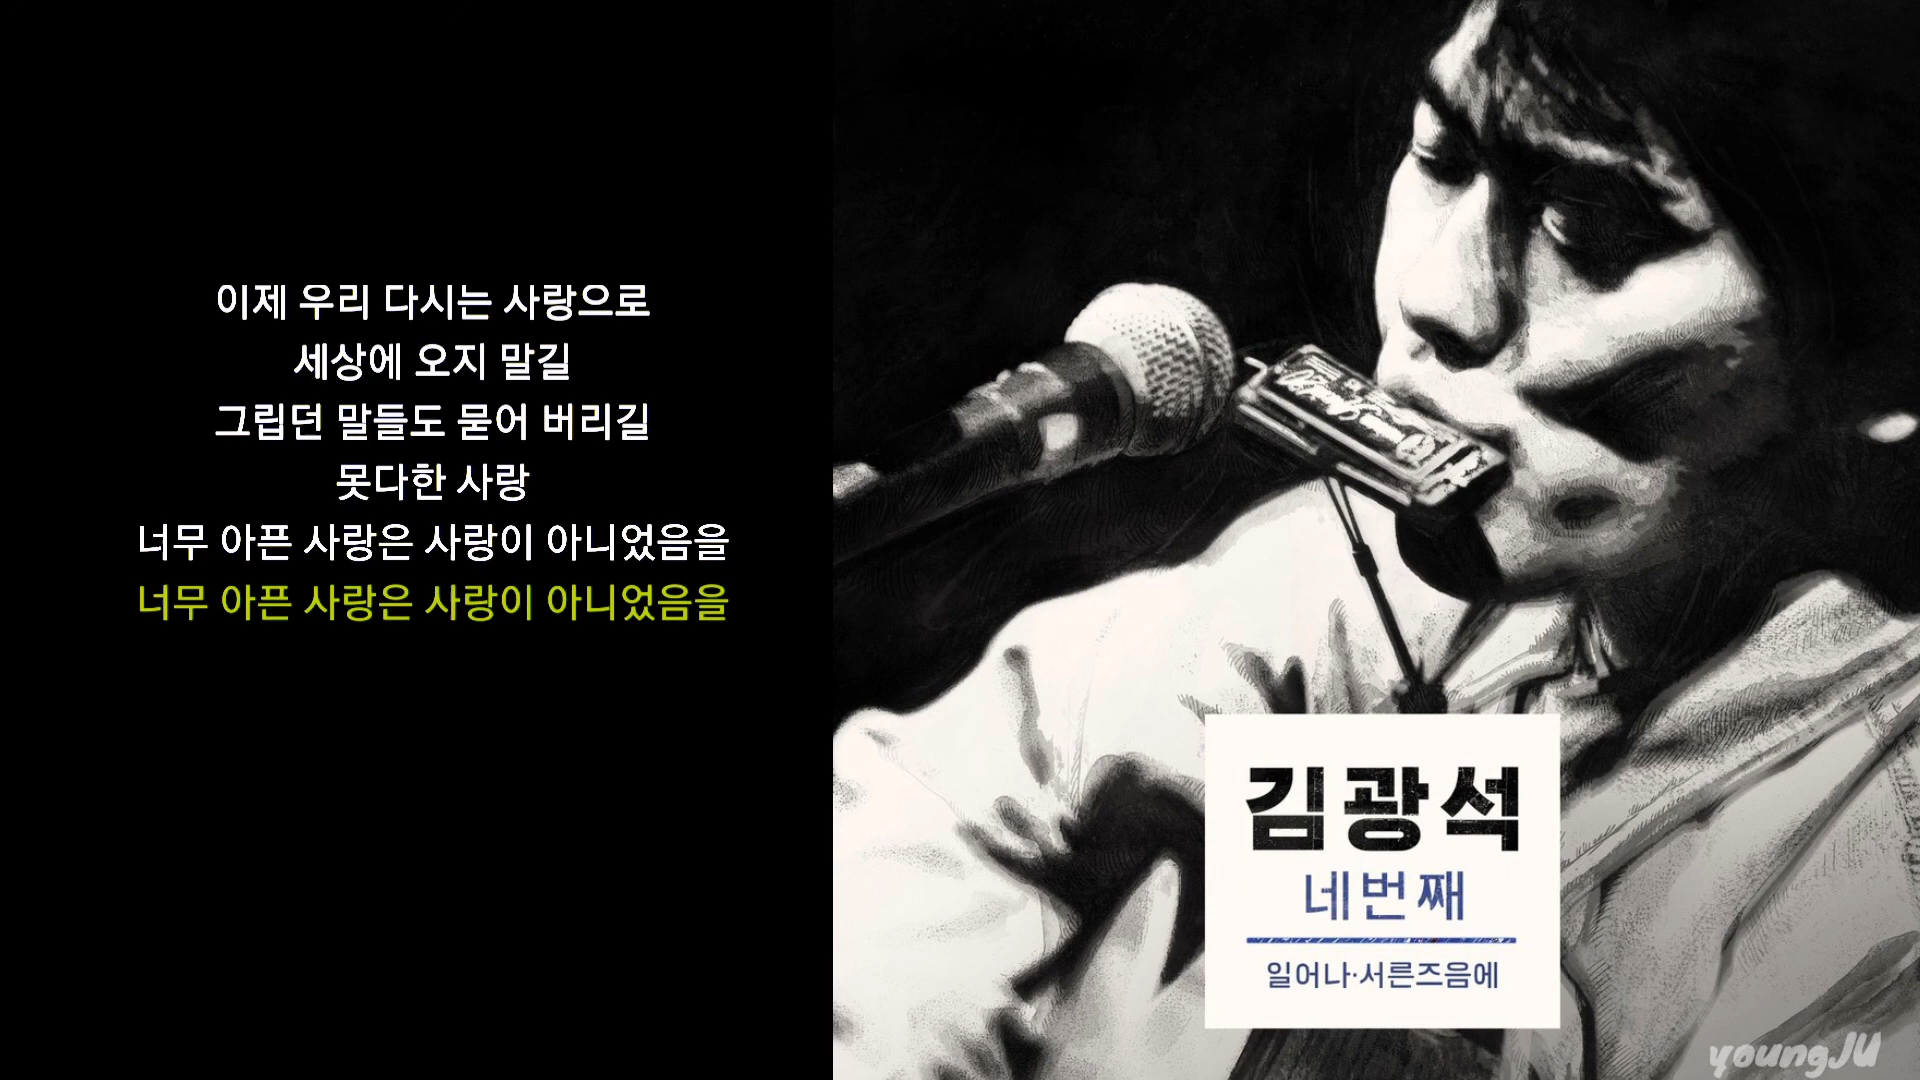 이제 우리 다시는 사랑으로
세상에 오지 말길
그립던 말들도 묻어 버리길
못다한 사랑
너무 아픈 사랑은 사랑이 아니었음을
너무 아픈 사랑은 사랑이 아니었음을
김광석
네번째
일어나·서른즈음에
youngJU